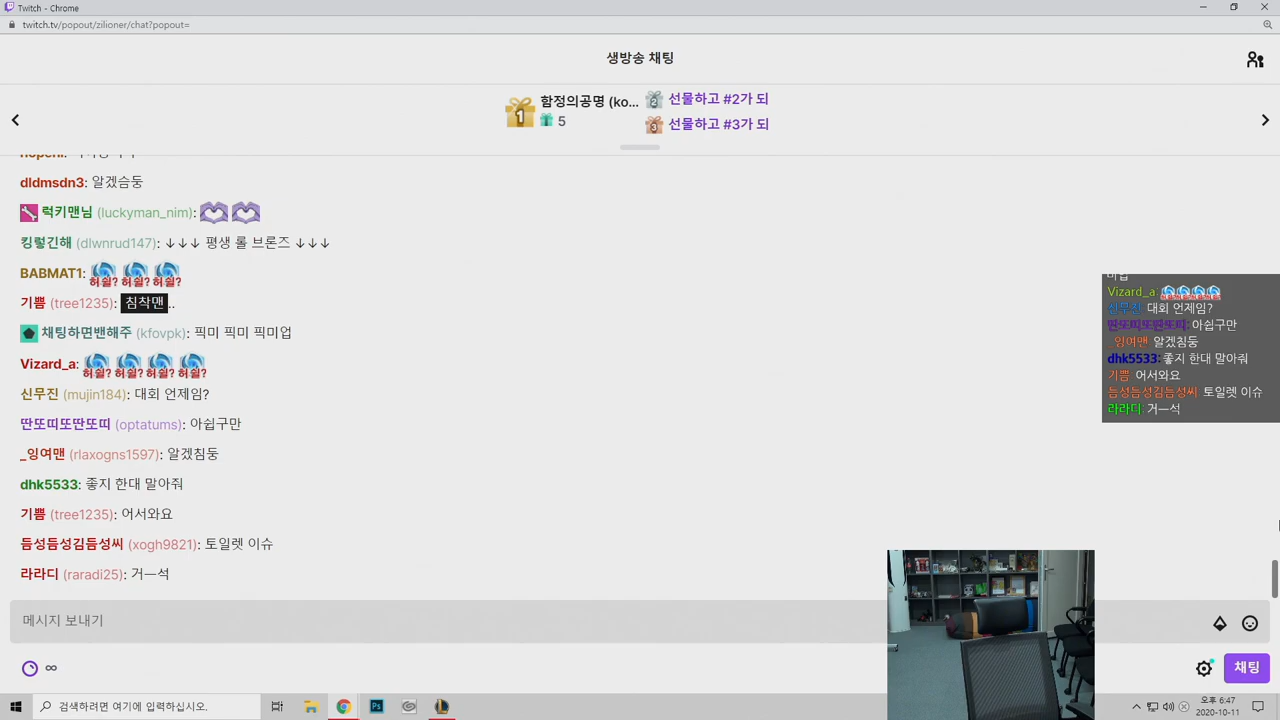 Twitch - Chrome
twitch.tv/popout/zilioner/chat?popout=
생방송 채팅
함정의공명 (ko...
5
선물하고 #2가 되
선물하고 #3가 되
dldmsdn3: 알겠슴둥
럭키맨님 (luckyman_nim):
킹렇긴해 (dlwnrud147): ↓↓↓ 평생 롤 브론즈 ↓↓↓
BABMAT1: 허쉴? 허쉴? 허쉴?
기쁨 (tree1235): 침착맨..
채팅하면밴해주 (kfovpk): 픽미 픽미 픽미업
Vizard_a: 허쉴? 허쉴? 허쉴? 허쉴?
신무진 (mujin184): 대회 언제임?
딴또띠또딴또띠 (optatums): 아쉽구만
_잉여맨 (rlaxogns1597): 알겠침둥
dhk5533: 좋지 한대 말아줘
기쁨 (tree1235): 어서와요
듬성듬성김듬성씨 (xogh9821): 토일렛 이슈
라라디 (raradi25): 거—석
메시지 보내기
∞
채팅
Vizard_a:
신무진: 대회 언제임?
딴또띠또딴또띠: 아쉽구만
_잉여맨: 알겠침둥
dhk5533: 좋지 한대 말아줘
기쁨: 어서와요
듬성듬성김듬성씨: 토일렛 이슈
라라디: 거—석
검색하려면 여기에 입력하십시오.
오후 6:47
2020-10-11